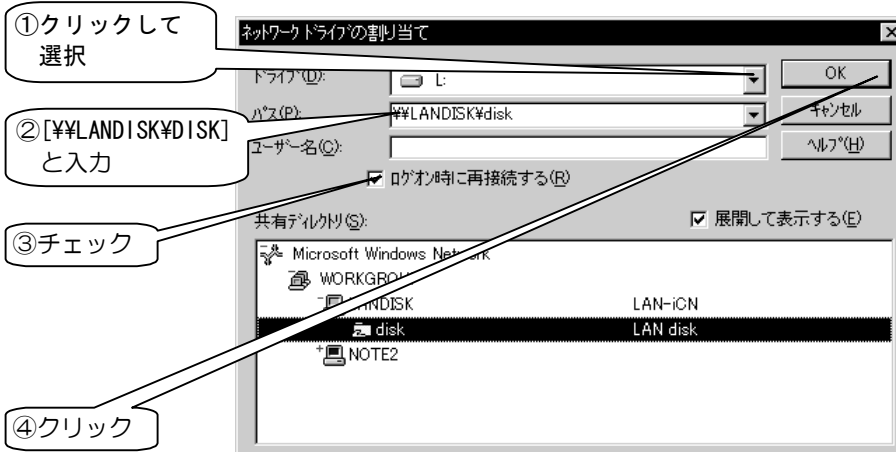 ①クリックして
選択
②[¥¥LANDISK¥DISK]
と入力
③チェック
④クリック
ﾈｯﾄﾜｰｸ ﾄﾞﾗｲﾌﾞの割り当て
ﾄﾞﾗｲﾌﾞ(D):
L:
OK
ﾊﾟｽ(P):
¥¥LANDISK¥disk
ｷｬﾝｾﾙ
ﾕｰｻﾞｰ名(C):
ﾍﾙﾌﾟ(H)
ﾛｸﾞｵﾝ時に再接続する(R)
共有ﾃﾞｨﾚｸﾄﾘ(S):
展開して表示する(E)
Microsoft Windows Network
WORKGROUP
LANDISK LAN-iCN
disk LAN disk
NOTE2